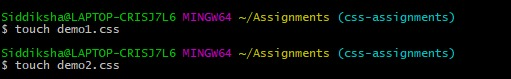 Siddiksha@LAPTOP-CRISJ7L6 MINGW64 ~/Assignments (css-assignments)
$ touch demo1.css
Siddiksha@LAPTOP-CRISJ7L6 MINGW64 ~/Assignments (css-assignments)
$ touch demo2.css